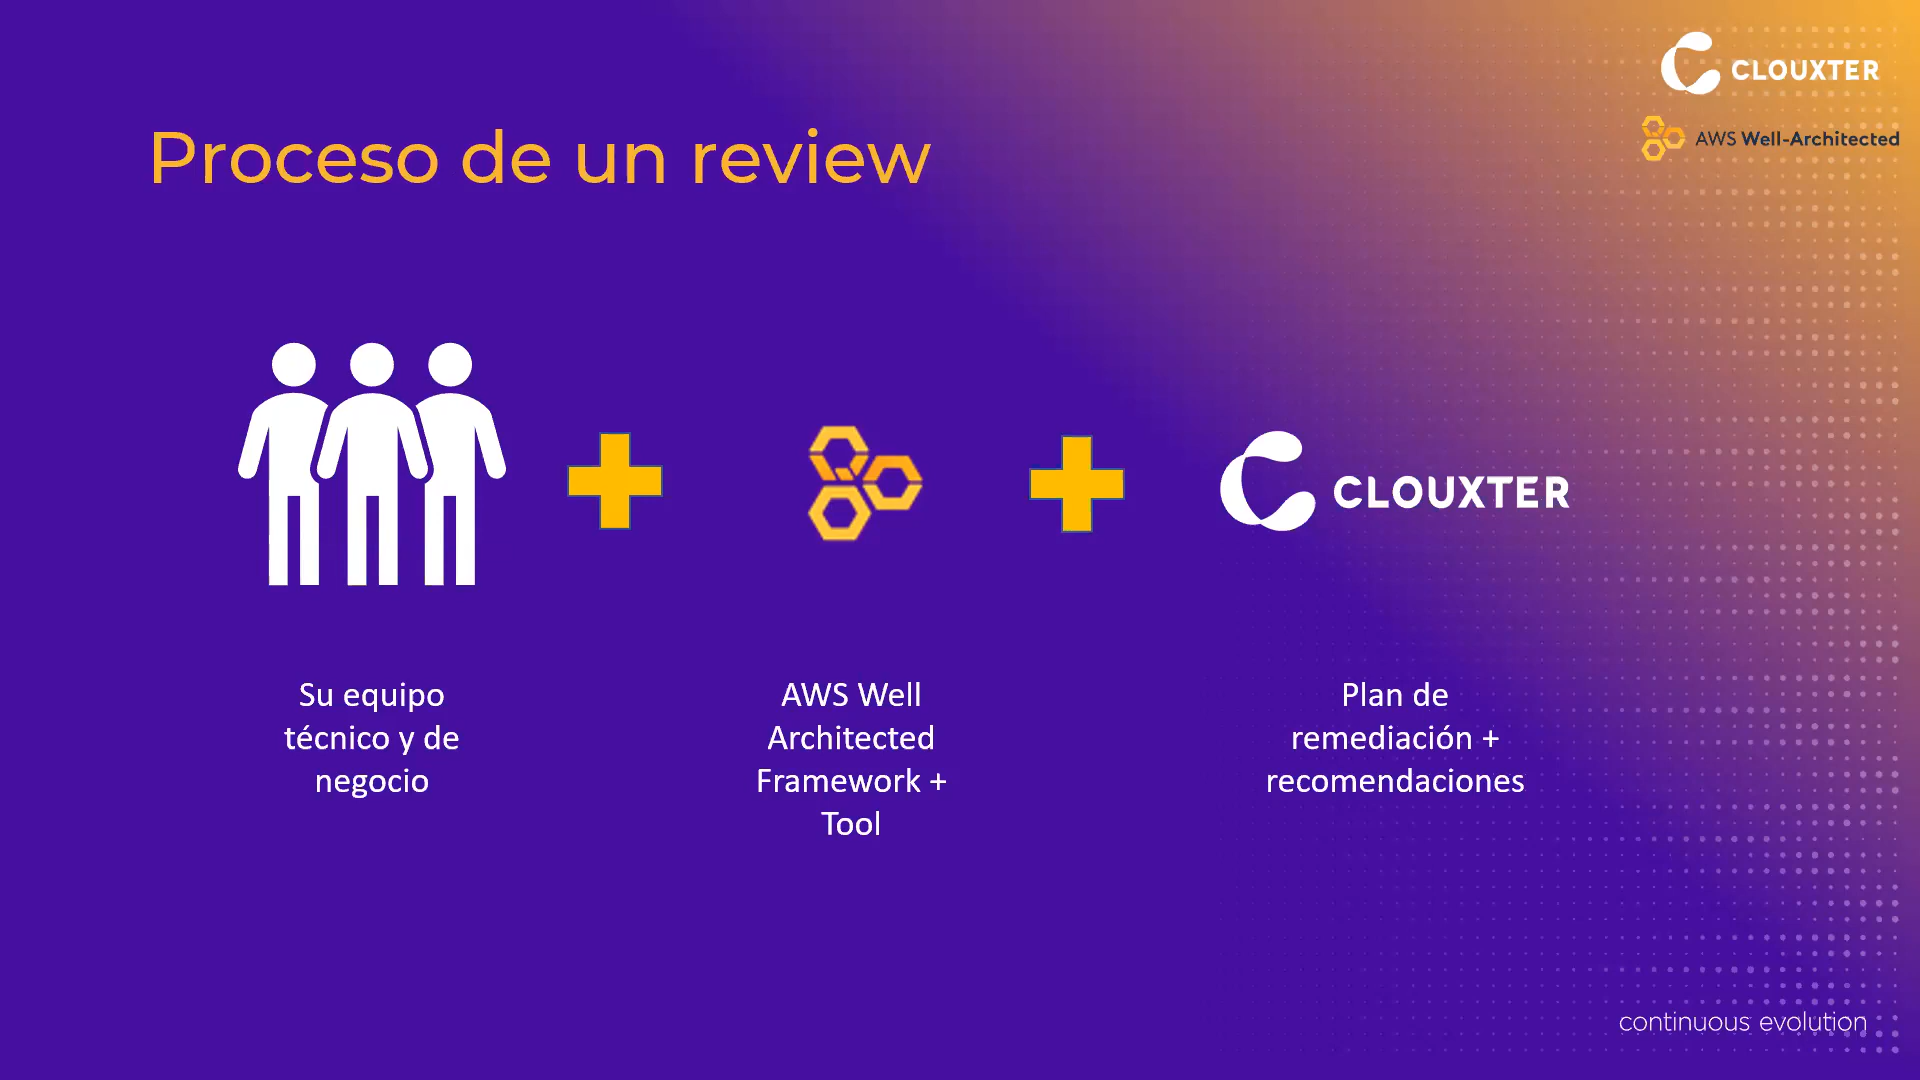 CLOUXTER
AWS Well-Architected
Proceso de un review
CLOUXTER
Su equipo
técnico y de
negocio
AWS Well
Architected
Framework +
Tool
Plan de
remediación +
recomendaciones
continuous evolution